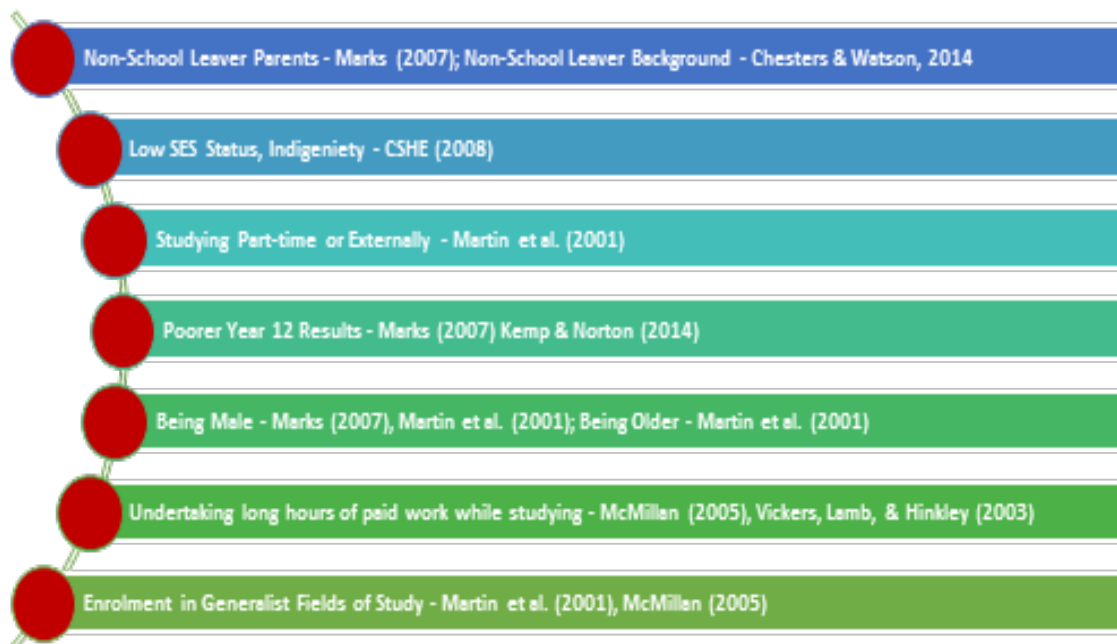 Non-School Leaver Parents - Marks (2007); Non-School Leaver Background - Chesters & Watson, 2014
Low SES Status, Indigeniety - CSHE (2008)
Studying Part-time or Externally - Martin et al. (2001)
Poorer Year 12 Results - Marks (2007) Kemp & Norton (2014)
Being Male - Marks (2007), Martin et al. (2001); Being Older - Martin et al. (2001)
Undertaking long hours of paid work while studying - McMillan (2005), Vickers, Lamb, & Hinkley (2003)
Enrolment in Generalist Fields of Study - Martin et al. (2001), McMillan (2005)